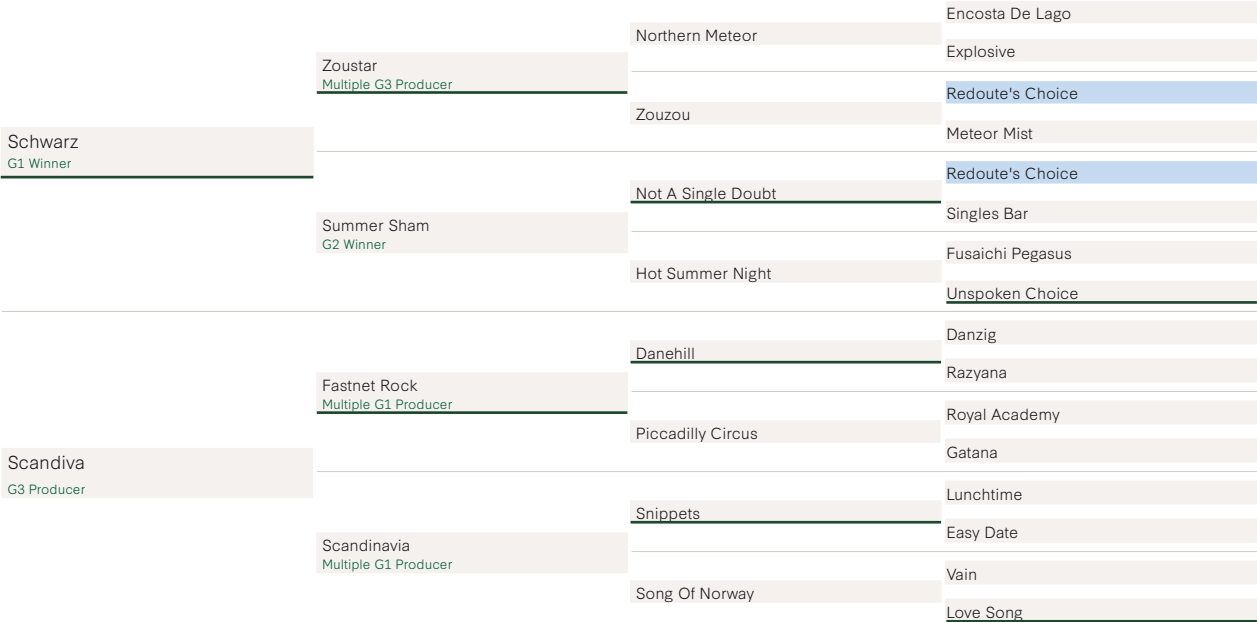 Schwarz
G1 Winner
Scandiva
G3 Producer
Zoustar
Multiple G3 Producer
Summer Sham
G2 Winner
Fastnet Rock
Multiple G1 Producer
Scandinavia
Multiple G1 Producer
Northern Meteor
Zouzou
Not A Single Doubt
Hot Summer Night
Danehill
Piccadilly Circus
Snippets
Song Of Norway
Encosta De Lago
Explosive
Redoute's Choice
Meteor Mist
Redoute's Choice
Singles Bar
Fusaichi Pegasus
Unspoken Choice
Danzig
Razyana
Royal Academy
Gatana
Lunchtime
Easy Date
Vain
Love Song